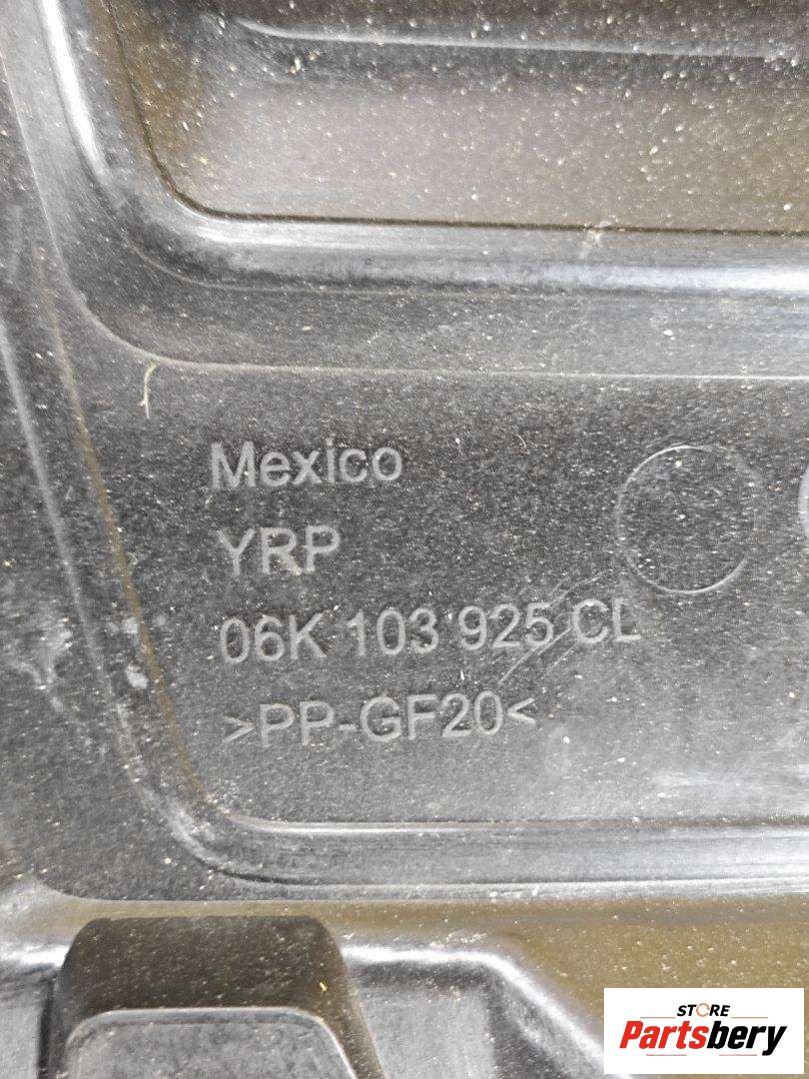 Mexico
YRP
06K 103 925 CL
>PP-GF20<
STORE
Partsbery